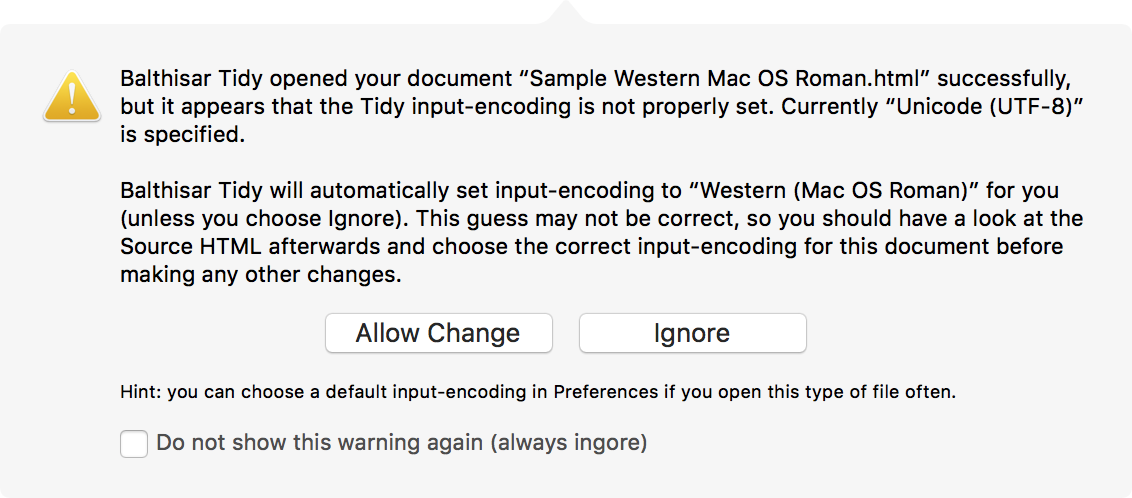 Balthisar Tidy opened your document “Sample Western Mac OS Roman.html” successfully,
but it appears that the Tidy input-encoding is not properly set. Currently “Unicode (UTF-8)”
is specified.
Balthisar Tidy will automatically set input-encoding to “Western (Mac OS Roman)” for you
(unless you choose Ignore). This guess may not be correct, so you should have a look at the
Source HTML afterwards and choose the correct input-encoding for this document before
making any other changes.
Allow Change Ignore
Hint: you can choose a default input-encoding in Preferences if you open this type of file often.
Do not show this warning again (always ingore)